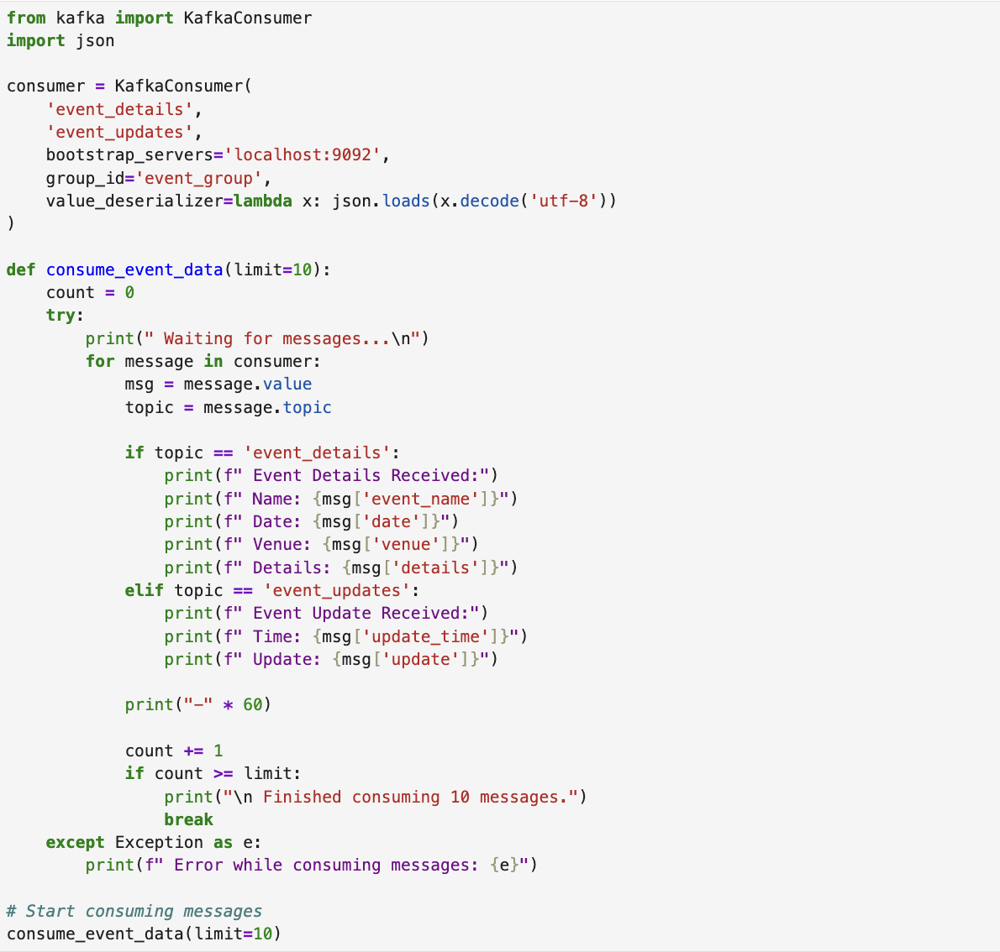 from kafka import KafkaConsumer
import json

consumer = KafkaConsumer(
    'event_details',
    'event_updates',
    bootstrap_servers='localhost:9092',
    group_id='event_group',
    value_deserializer=lambda x: json.loads(x.decode('utf-8'))
)

def consume_event_data(limit=10):
    count = 0
    try:
        print(" Waiting for messages...\n")
        for message in consumer:
            msg = message.value
            topic = message.topic

            if topic == 'event_details':
                print(f" Event Details Received:")
                print(f" Name: {msg['event_name']}")
                print(f" Date: {msg['date']}")
                print(f" Venue: {msg['venue']}")
                print(f" Details: {msg['details']}")
            elif topic == 'event_updates':
                print(f" Event Update Received:")
                print(f" Time: {msg['update_time']}")
                print(f" Update: {msg['update']}")

            print("-" * 60)

            count += 1
            if count >= limit:
                print("\n Finished consuming 10 messages.")
                break
    except Exception as e:
        print(f" Error while consuming messages: {e}")

# Start consuming messages
consume_event_data(limit=10)